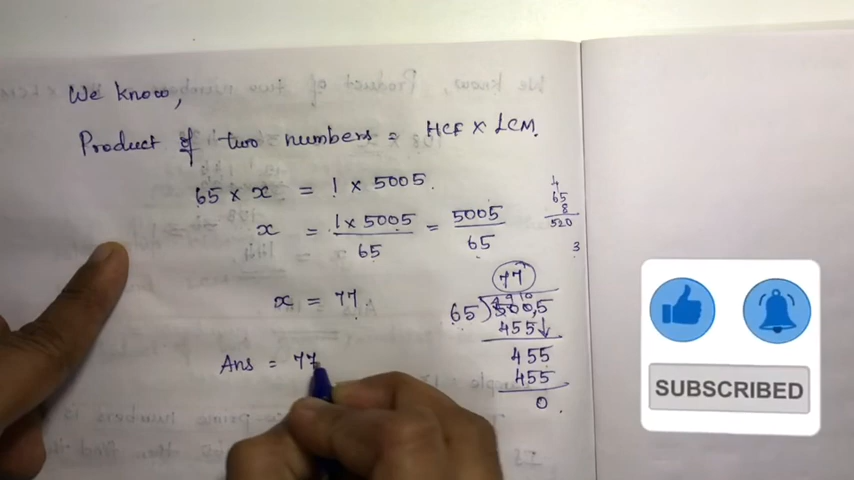 We know,
Product of two numbers = HCF × LCM.
65 × x = 1 × 5005.
x = 1 × 5005 / 65 = 5005 / 65
x = 77
Ans = 77
4
65
8
520
3
77
65)5005
455↓
455
455
0
SUBSCRIBED